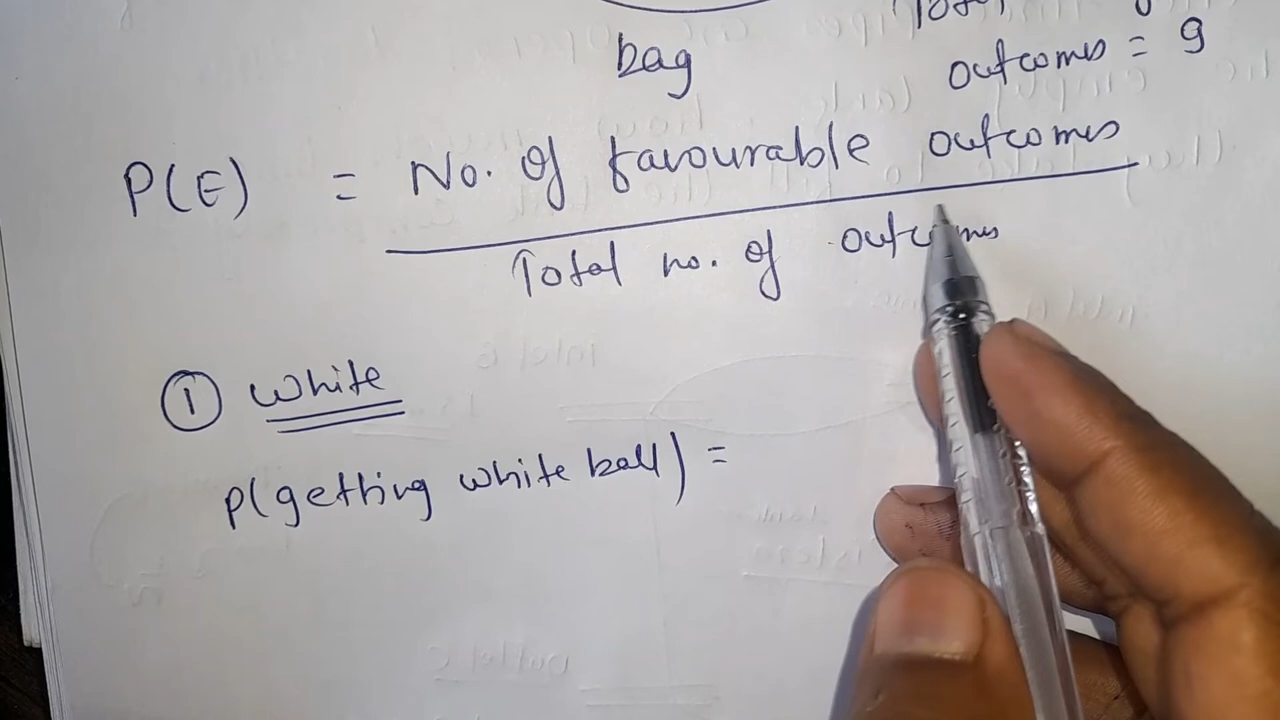 bag
outcomes = 9
P(E) = No. of favourable outcomes
Total no. of outcomes
① white
P(getting white ball) =